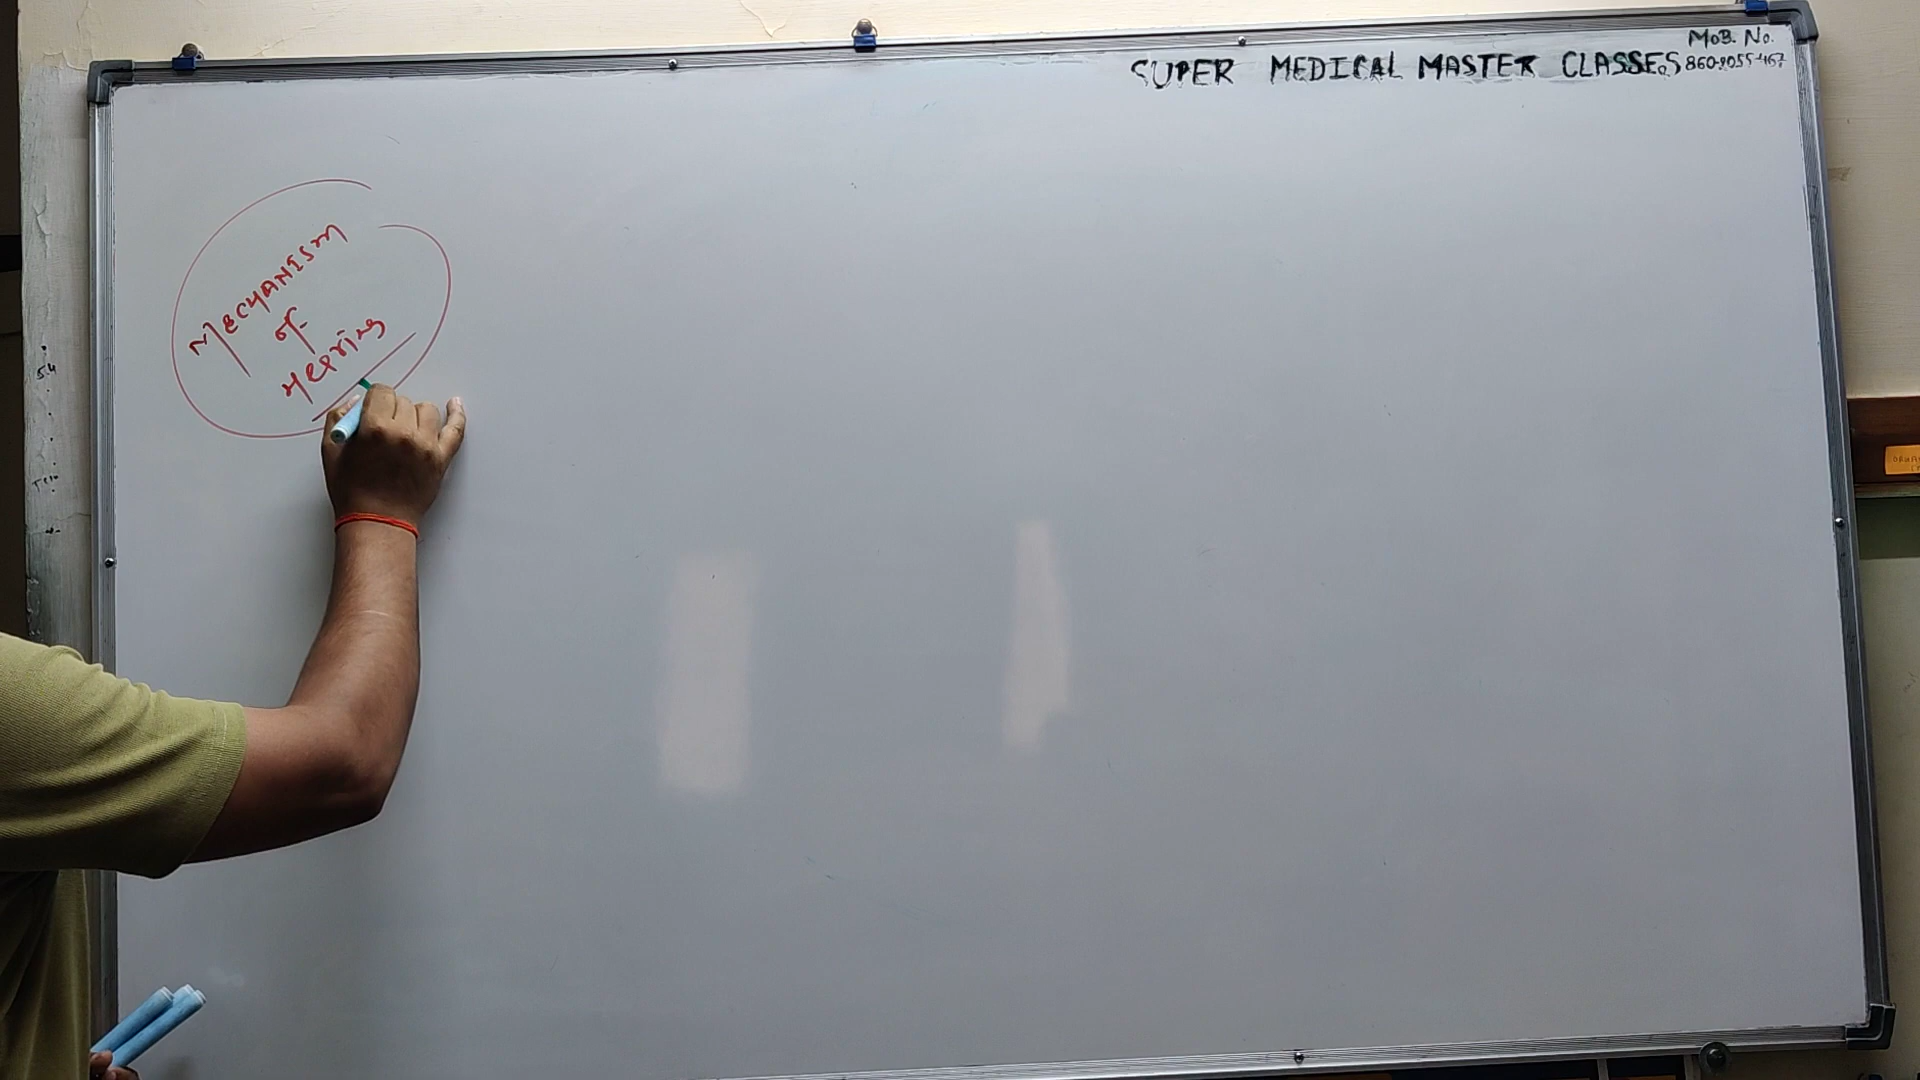 MOB. No.
SUPER MEDICAL MASTER CLASSES
MECHANISM
of
Hearing